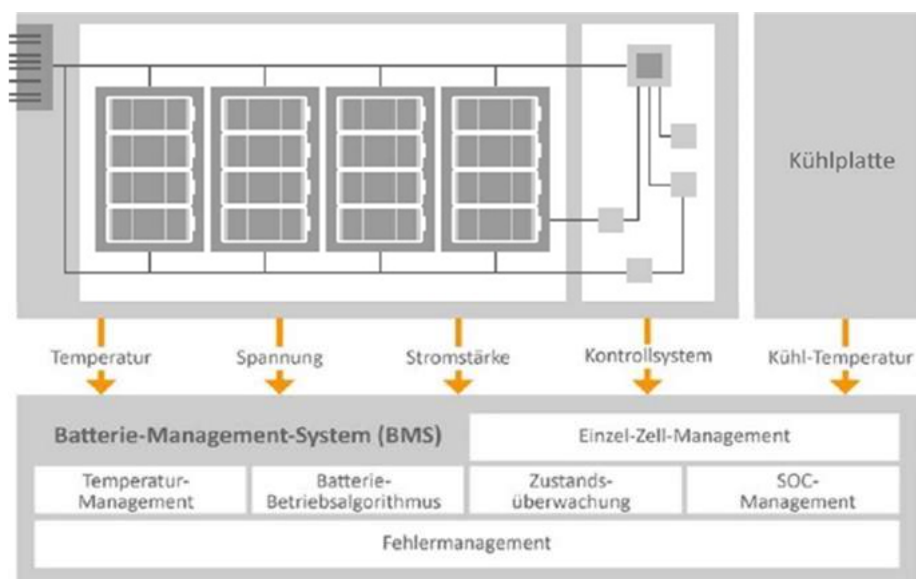 Kühlplatte
Temperatur
Spannung
Stromstärke
Kontrollsystem
Kühl-Temperatur
Batterie-Management-System (BMS)
Einzel-Zell-Management
Temperatur-
Management
Batterie-
Betriebsalgorithmus
Zustands-
überwachung
SOC-
Management
Fehlermanagement